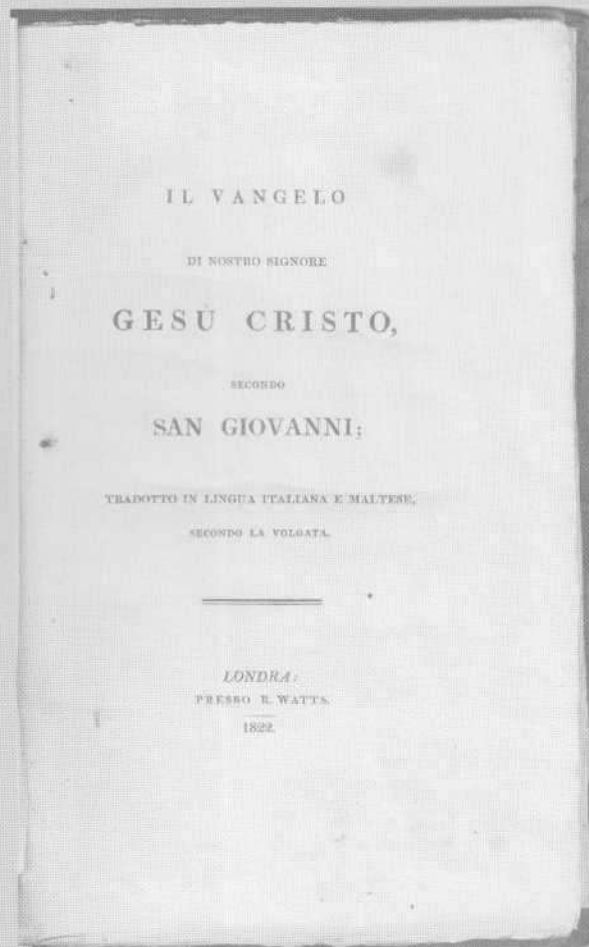 IL VANGELO
DI NOSTRO SIGNORE
GESÙ CRISTO,
SECONDO
SAN GIOVANNI;
TRADOTTO IN LINGUA ITALIANA E MALTESE,
SECONDO LA VOLGATA.
LONDRA:
PRESSO R. WATTS.
1822.